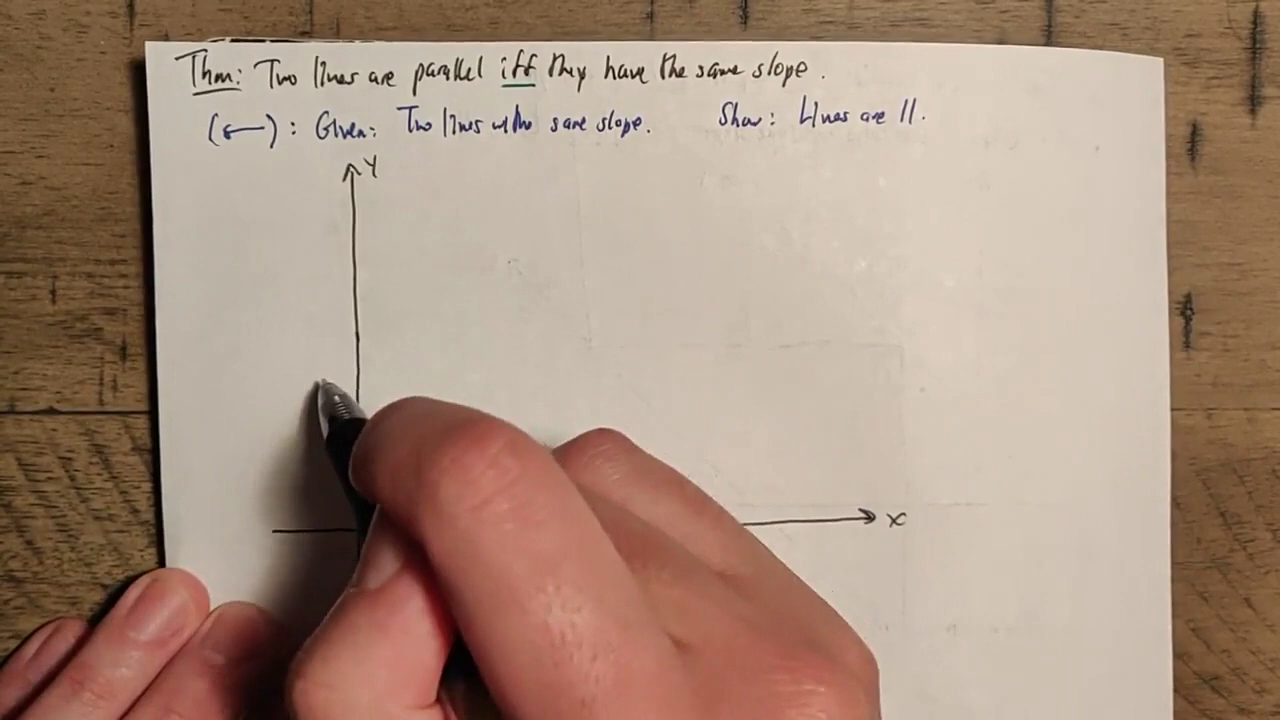 Thm: Two lines are parallel iff they have the same slope.
(←): Given: Two lines w/the same slope. Show: Lines are ||.
Y
X